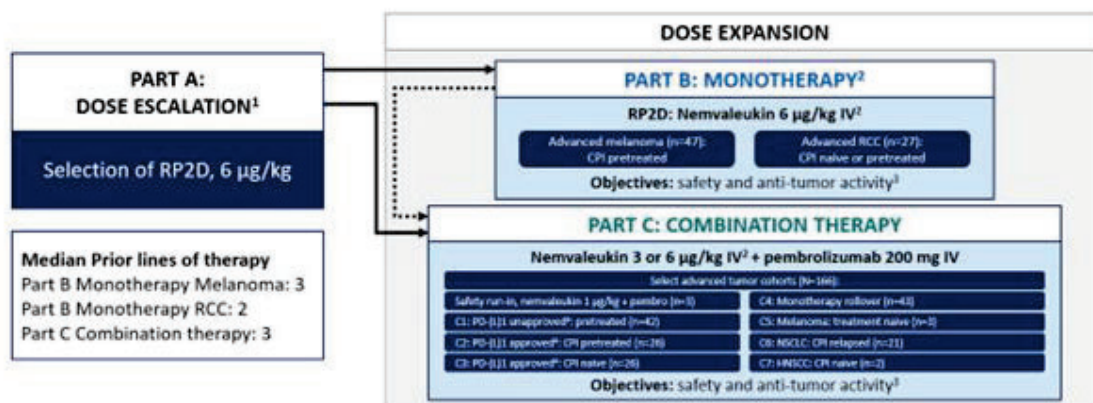 DOSE EXPANSION
PART A:
DOSE ESCALATION¹
Selection of RP2D, 6 µg/kg
Median Prior lines of therapy
Part B Monotherapy Melanoma: 3
Part B Monotherapy RCC: 2
Part C Combination therapy: 3
PART B: MONOTHERAPY²
RP2D: Nemvaleukin 6 µg/kg IV²
Advanced melanoma (n=47):
CPI pretreated
Advanced RCC (n=27):
CPI naive or pretreated
Objectives: safety and anti-tumor activity³
PART C: COMBINATION THERAPY
Nemvaleukin 3 or 6 µg/kg IV² + pembrolizumab 200 mg IV
Select advanced tumor cohorts (N=166):
Safety run-in, nemvaleukin 1 µg/kg + pembro (n=3)
C1: PD-(L)1 unapproved⁴: pretreated (n=42)
C2: PD-(L)1 approved⁴: CPI pretreated (n=26)
C3: PD-(L)1 approved⁴: CPI naive (n=26)
C4: Monotherapy rollover (n=43)
C5: Melanoma: treatment naive (n=3)
C6: NSCLC: CPI relapsed (n=21)
C7: HNSCC: CPI naive (n=2)
Objectives: safety and anti-tumor activity³